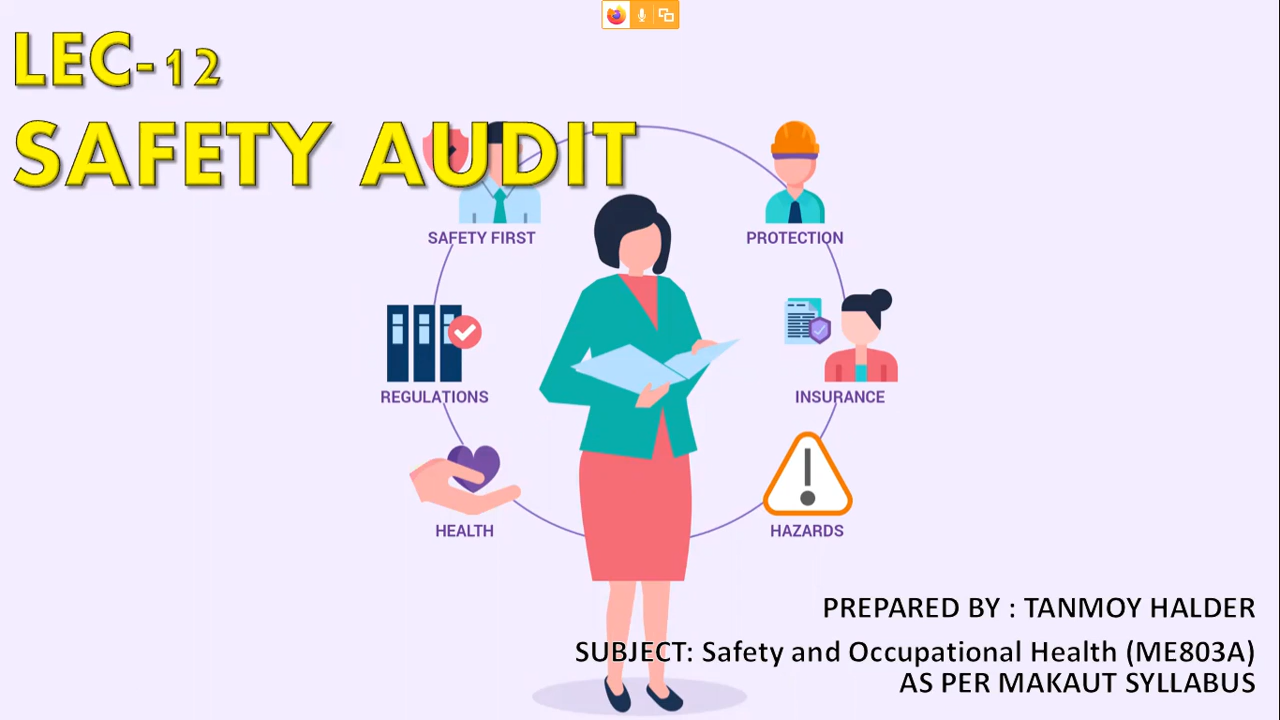 LEC-12
SAFETY AUDIT
SAFETY FIRST
PROTECTION
REGULATIONS
INSURANCE
HEALTH
HAZARDS
PREPARED BY : TANMOY HALDER
SUBJECT: Safety and Occupational Health (ME803A)
AS PER MAKAUT SYLLABUS